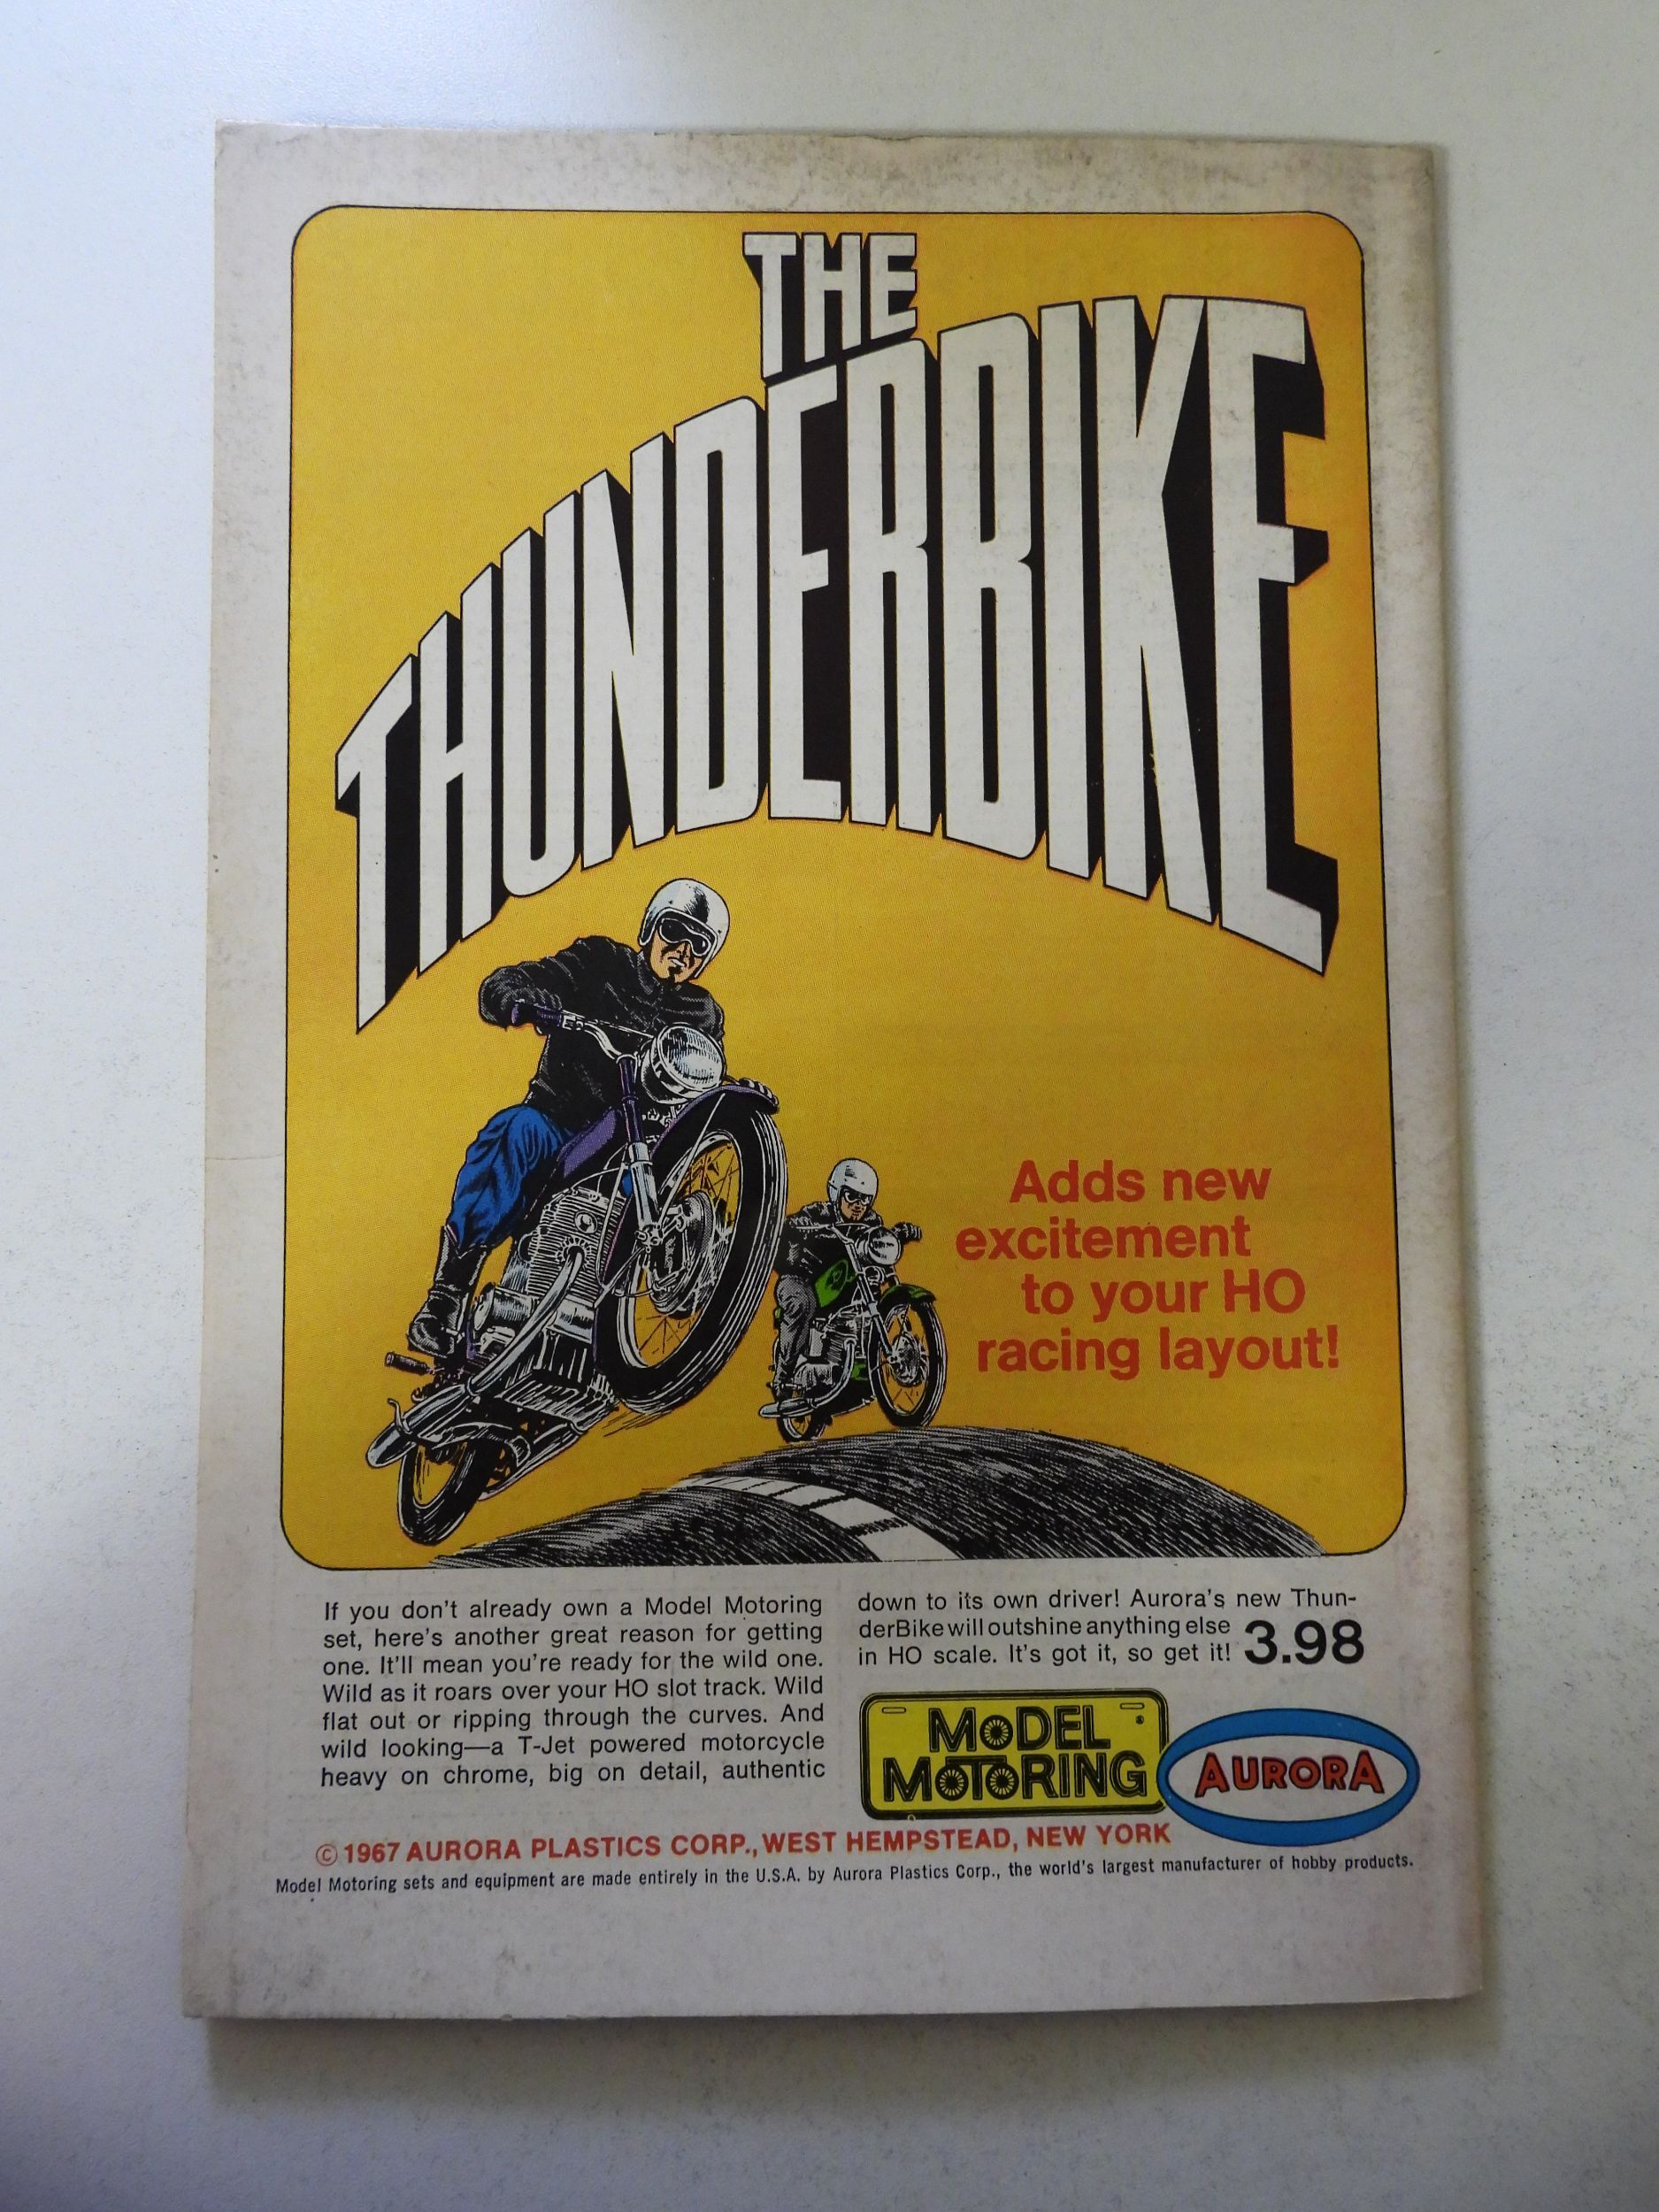 THE
THUNDERBIKE
Adds new
excitement
to your HO
racing layout!
If you don't already own a Model Motoring
set, here's another great reason for getting
one. It'll mean you're ready for the wild one.
Wild as it roars over your HO slot track. Wild
flat out or ripping through the curves. And
wild looking—a T-Jet powered motorcycle
heavy on chrome, big on detail, authentic
down to its own driver! Aurora's new Thun-
derBike will outshine anything else
in HO scale. It's got it, so get it! 3.98
MODEL
MOTORING
AURORA
© 1967 AURORA PLASTICS CORP., WEST HEMPSTEAD, NEW YORK
Model Motoring sets and equipment are made entirely in the U.S.A. by Aurora Plastics Corp., the world's largest manufacturer of hobby products.